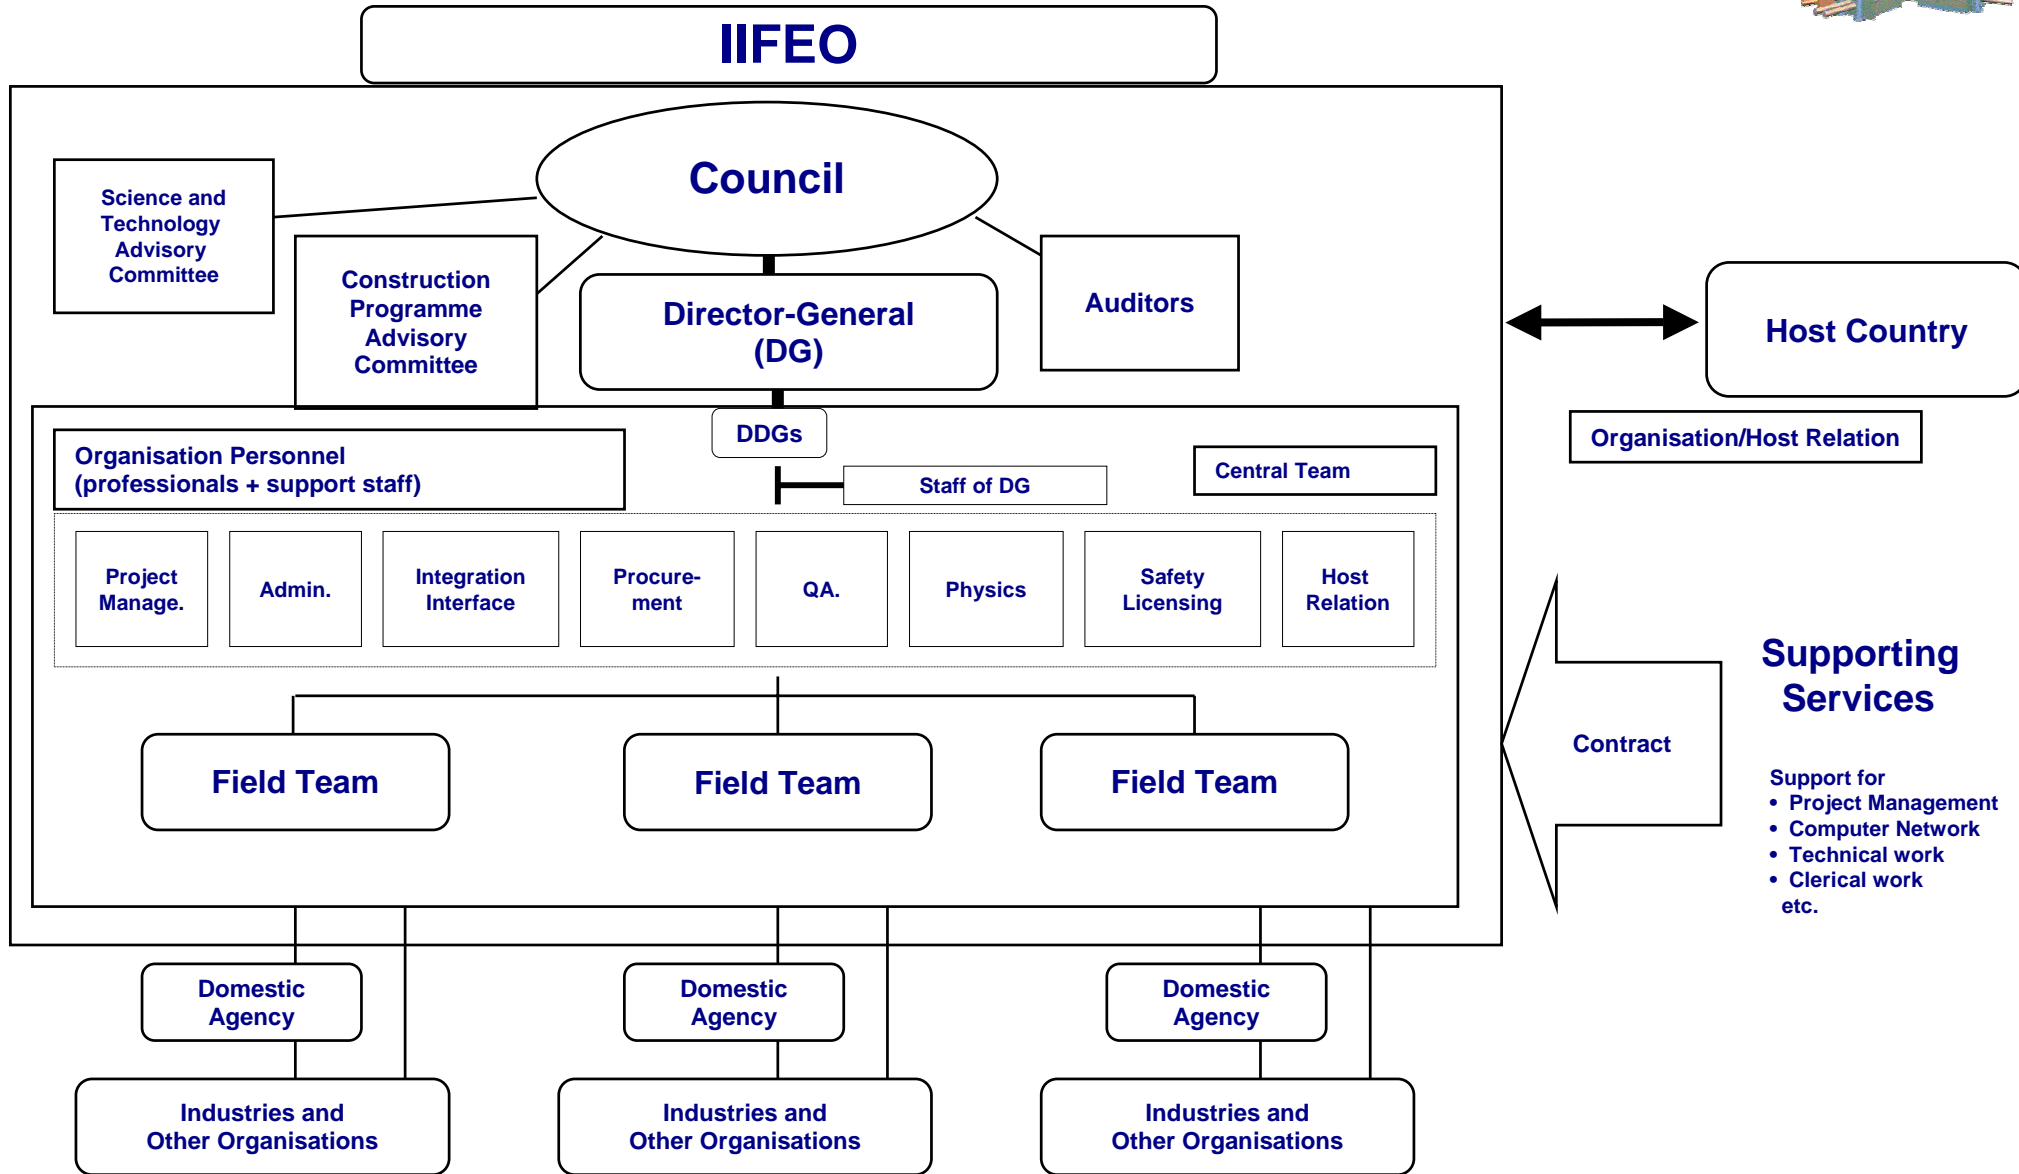 IIFEO
Council
Science and
Technology
Advisory
Committee
Construction
Programme
Advisory
Committee
Director-General
(DG)
Auditors
Host Country
Organisation/Host Relation
DDGs
Organisation Personnel
(professionals + support staff)
Staff of DG
Central Team
Project
Manage.
Admin.
Integration
Interface
Procure-
ment
QA.
Physics
Safety
Licensing
Host
Relation
Field Team
Field Team
Field Team
Contract
Supporting
Services
Support for
• Project Management
• Computer Network
• Technical work
• Clerical work
etc.
Domestic
Agency
Domestic
Agency
Domestic
Agency
Industries and
Other Organisations
Industries and
Other Organisations
Industries and
Other Organisations